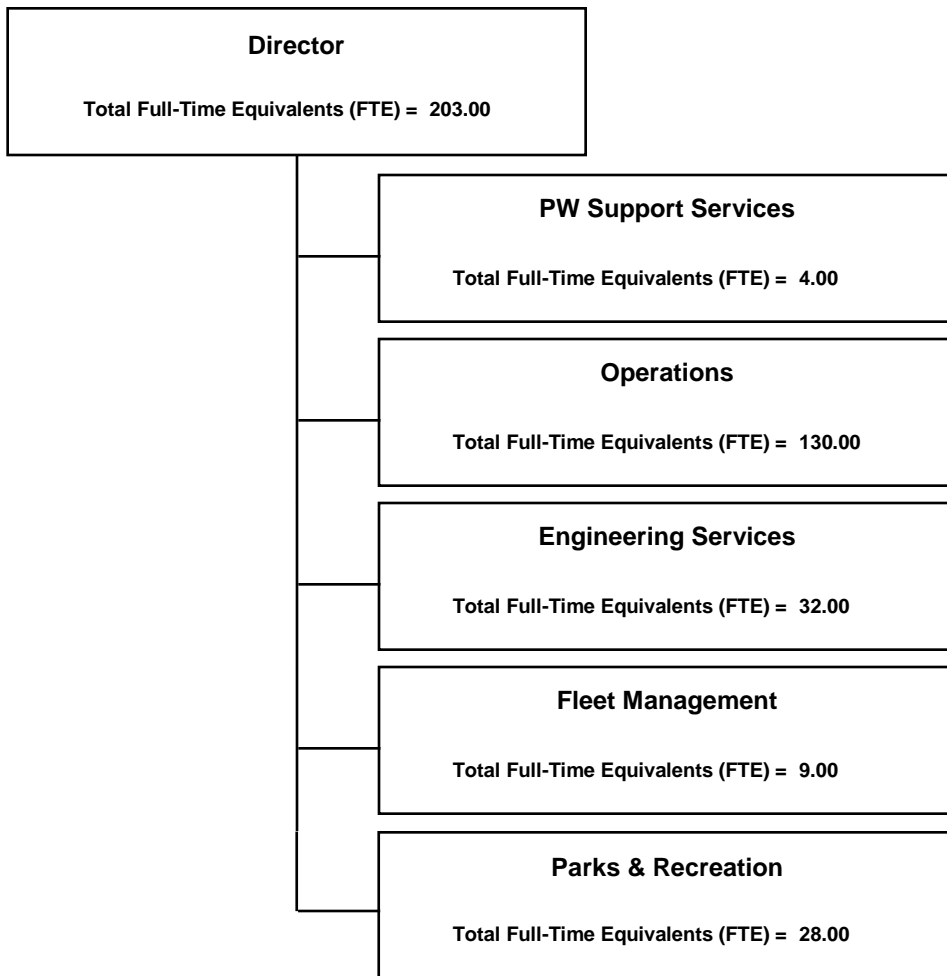 Director
Total Full-Time Equivalents (FTE) = 203.00
PW Support Services
Total Full-Time Equivalents (FTE) = 4.00
Operations
Total Full-Time Equivalents (FTE) = 130.00
Engineering Services
Total Full-Time Equivalents (FTE) = 32.00
Fleet Management
Total Full-Time Equivalents (FTE) = 9.00
Parks & Recreation
Total Full-Time Equivalents (FTE) = 28.00